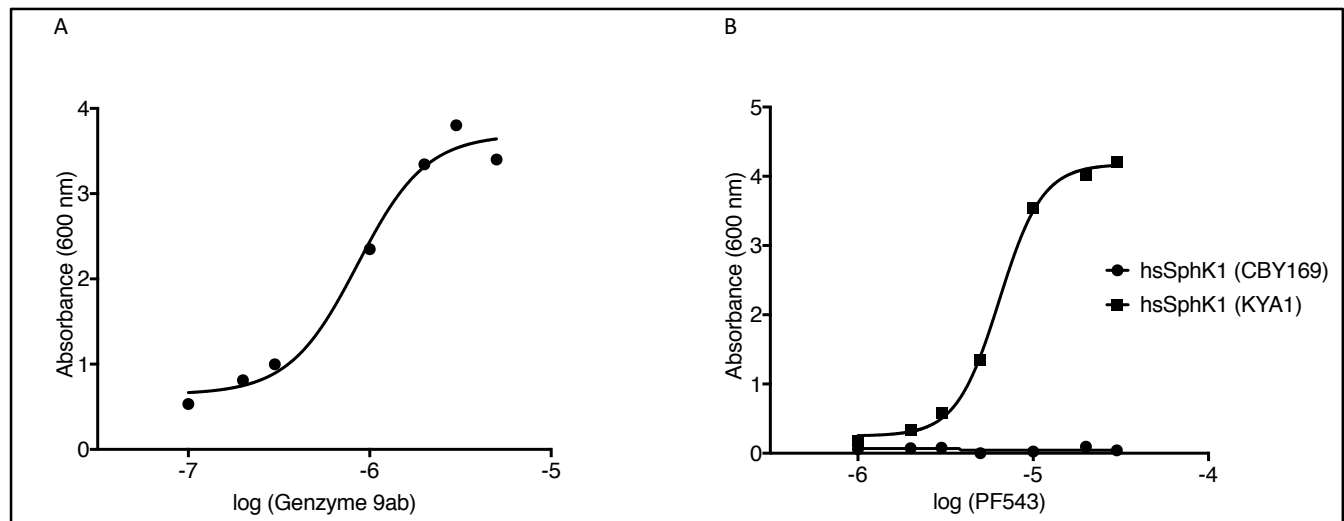 A
Absorbance (600 nm)
4
3
2
1
0
-7
-6
-5
log (Genzyme 9ab)
B
Absorbance (600 nm)
5
4
3
2
1
0
-6
-5
-4
log (PF543)
hsSphK1 (CBY169)
hsSphK1 (KYA1)